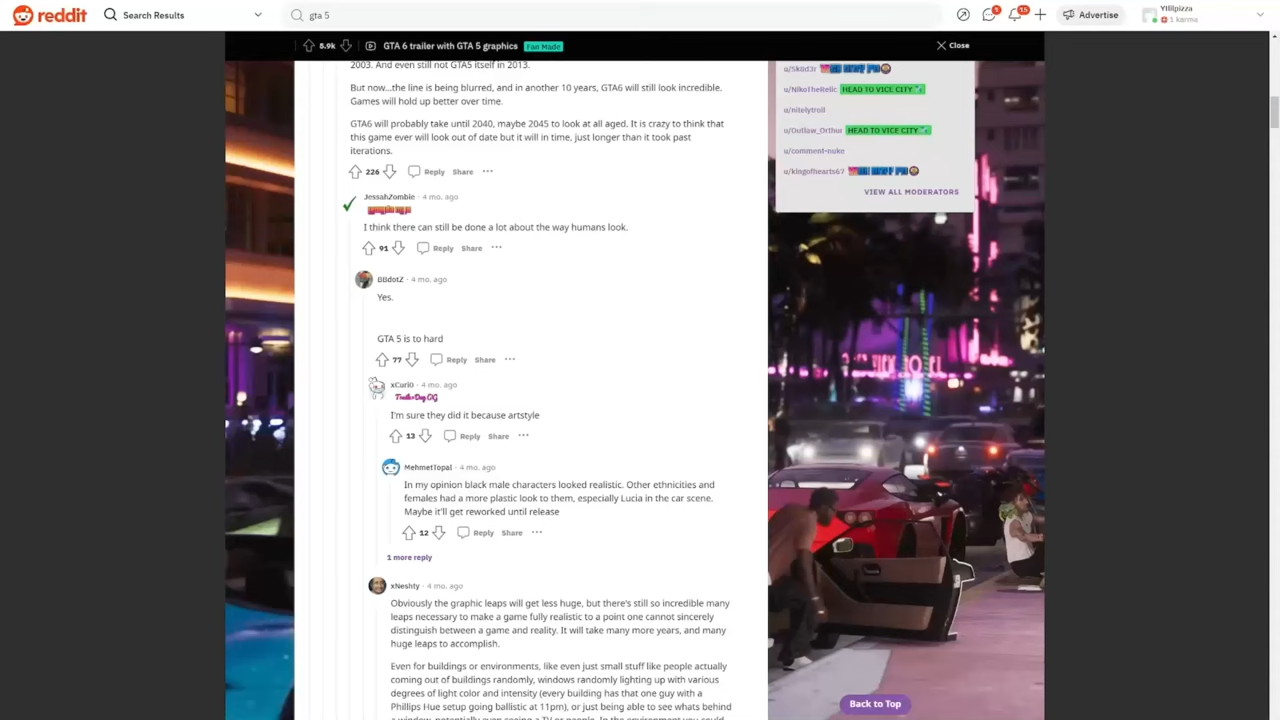 reddit
Search Results
gta 5
5
15
Advertise
1 karma
5.9k
GTA 6 trailer with GTA 5 graphics
Fan Made
Close
2003. And even still not GTA5 itself in 2013.
But now...the line is being blurred, and in another 10 years, GTA6 will still look incredible.
Games will hold up better over time.
GTA6 will probably take until 2040, maybe 2045 to look at all aged. It is crazy to think that
this game ever will look out of date but it will in time, just longer than it took past
iterations.
226 Reply Share
JessahZombie · 4 mo. ago
I think there can still be done a lot about the way humans look.
91 Reply Share
BBdotZ · 4 mo. ago
Yes.
GTA 5 is to hard
77 Reply Share
xCuri0 · 4 mo. ago
I'm sure they did it because artstyle
13 Reply Share
MehmetTopal · 4 mo. ago
In my opinion black male characters looked realistic. Other ethnicities and
females had a more plastic look to them, especially Lucia in the car scene.
Maybe it'll get reworked until release
12 Reply Share
1 more reply
xNeshty · 4 mo. ago
Obviously the graphic leaps will get less huge, but there's still so incredible many
leaps necessary to make a game fully realistic to a point one cannot sincerely
distinguish between a game and reality. It will take many more years, and many
huge leaps to accomplish.
Even for buildings or environments, like even just small stuff like people actually
coming out of buildings randomly, windows randomly lighting up with various
degrees of light color and intensity (every building has that one guy with a
Phillips Hue setup going ballistic at 11pm), or just being able to see whats behind
u/Skiid3r
u/NikoTheRelic HEAD TO VICE CITY
u/nitelytroll
u/Outlaw_Arthur HEAD TO VICE CITY
u/comment-nuke
u/kingofhearts67
VIEW ALL MODERATORS
Back to Top